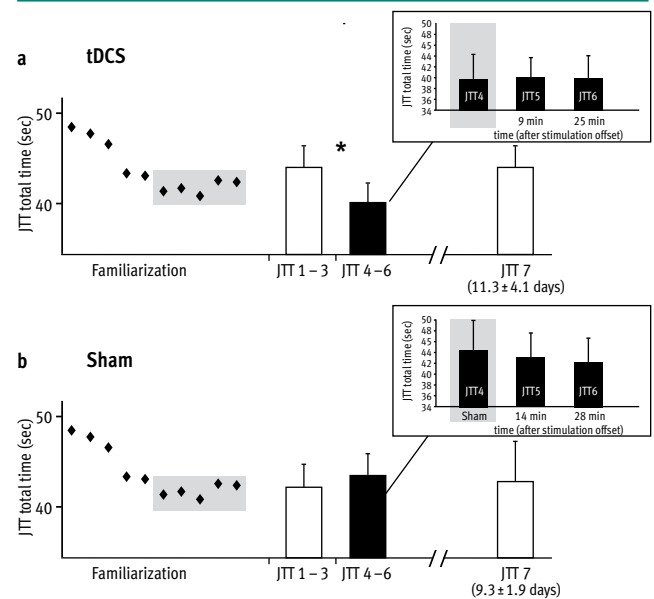 a tDCS
JTT total time (sec)
50
40
Familiarization
JTT 1 – 3
*
JTT 4 –6
JTT 7
(11.3 ± 4.1 days)
JTT total time (sec)
50
48
45
44
42
40
38
36
34
JTT4
JTT5
JTT6
9 min
25 min
time (after stimulation offset)
b Sham
JTT total time (sec)
50
40
Familiarization
JTT 1 – 3
JTT 4 –6
JTT 7
(9.3 ± 1.9 days)
JTT total time (sec)
50
48
45
44
42
40
38
36
34
JTT4
JTT5
JTT6
Sham
14 min
28 min
time (after stimulation offset)